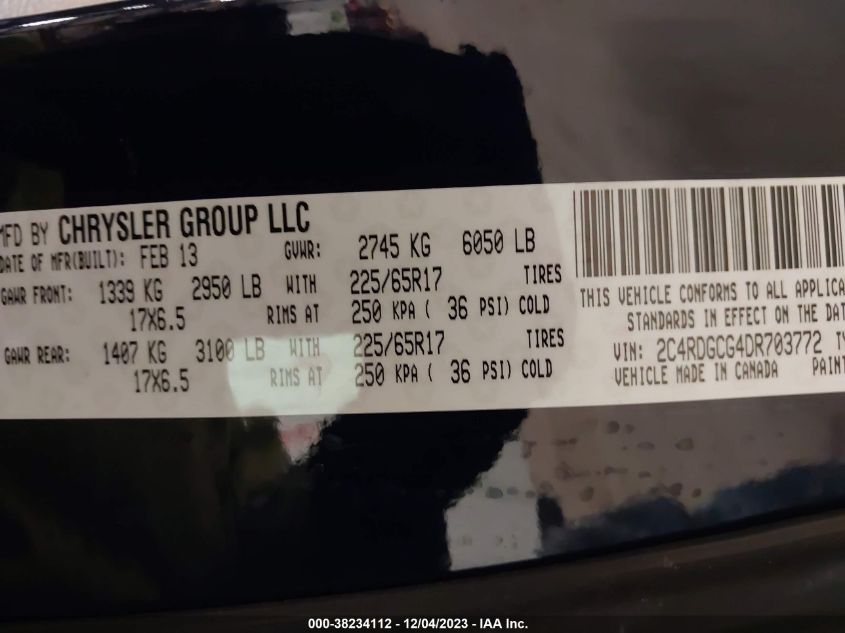 MFD BY CHRYSLER GROUP LLC
DATE OF MFR(BUILT): FEB 13 GVWR: 2745 KG 6050 LB
GAWR FRONT: 1339 KG 2950 LB WITH 225/65R17 TIRES
17X6.5 RIMS AT 250 KPA ( 36 PSI) COLD
GAWR REAR: 1407 KG 3100 LB WITH 225/65R17 TIRES
17X6.5 RIMS AT 250 KPA ( 36 PSI) COLD
THIS VEHICLE CONFORMS TO ALL APPLICA
STANDARDS IN EFFECT ON THE DAT
VIN: 2C4RDGCG4DR703772 TY
VEHICLE MADE IN CANADA PAINT
000-38234112 - 12/04/2023 - IAA Inc.